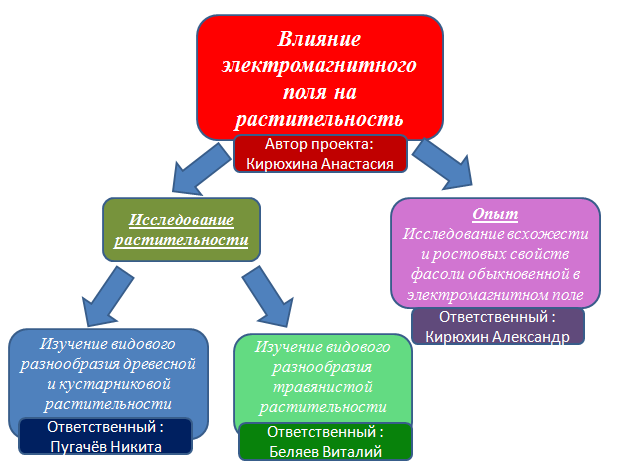 Влияние
электромагнитного
поля на
растительность
Автор проекта:
Кирюхина Анастасия
Исследование
растительности
Опыт
Исследование всхожести
и ростовых свойств
фасоли обыкновенной в
электромагнитном поле
Ответственный :
Кирюхин Александр
Изучение видового
разнообразия древесной
и кустарниковой
растительности
Ответственный :
Пугачёв Никита
Изучение видового
разнообразия
травянистой
растительности
Ответственный :
Беляев Виталий